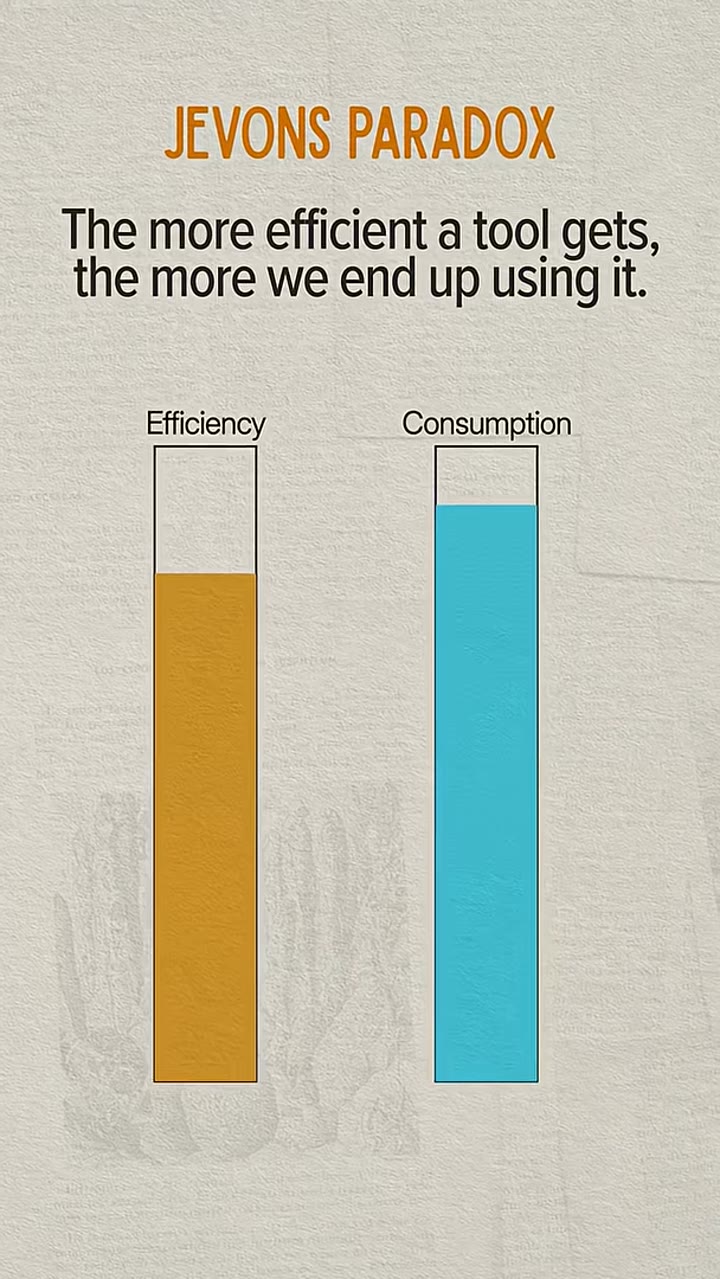 JEVONS PARADOX
The more efficient a tool gets,
the more we end up using it.
Efficiency
Consumption